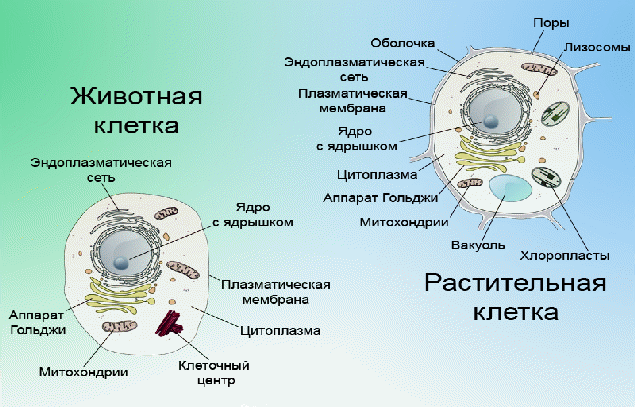 Животная
клетка
Эндоплазматическая
сеть
Ядро
с ядрышком
Плазматическая
мембрана
Аппарат
Гольджи
Цитоплазма
Митохондрии
Клеточный
центр
Поры
Оболочка
Лизосомы
Эндоплазматическая
сеть
Плазматическая
мембрана
Ядро
с ядрышком
Цитоплазма
Аппарат Гольджи
Митохондрии
Вакуоль
Хлоропласты
Растительная
клетка